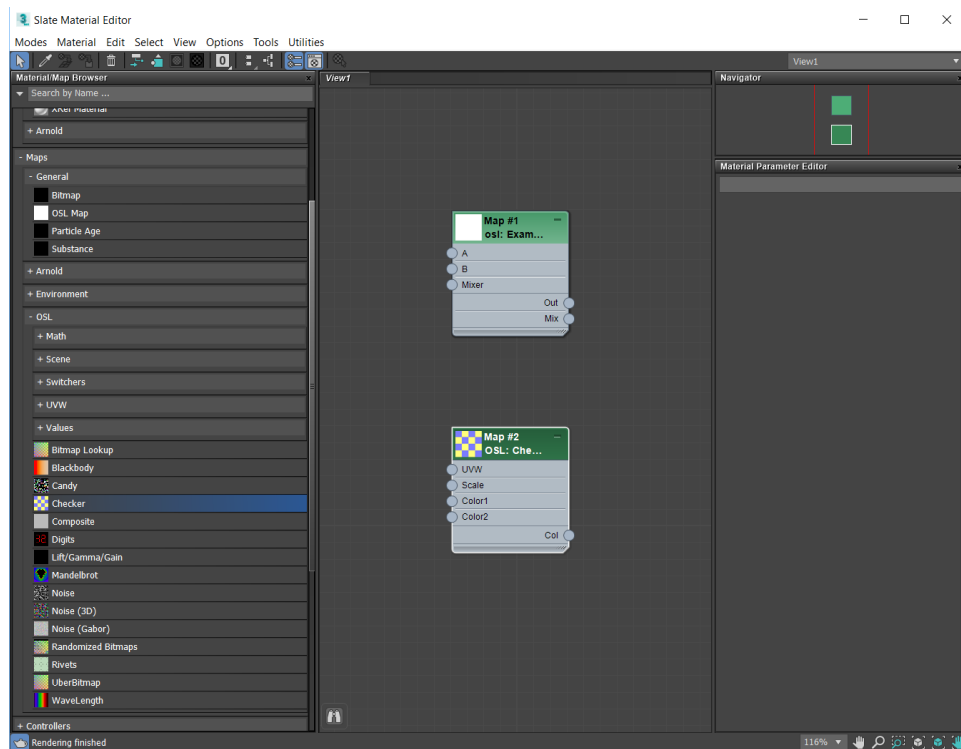 Slate Material Editor
Modes Material Edit Select View Options Tools Utilities
0
View1
Material/Map Browser
Search by Name ...
XRef Material
+ Arnold
- Maps
- General
Bitmap
OSL Map
Particle Age
Substance
+ Arnold
+ Environment
- OSL
+ Math
+ Scene
+ Switchers
+ UVW
+ Values
Bitmap Lookup
Blackbody
Candy
Checker
Composite
Digits
Lift/Gamma/Gain
Mandelbrot
Noise
Noise (3D)
Noise (Gabor)
Randomized Bitmaps
Rivets
UberBitmap
WaveLength
+ Controllers
Rendering finished
View1
Map #1
osl: Exam...
A
B
Mixer
Out
Mix
Map #2
OSL: Che...
UVW
Scale
Color1
Color2
Col
Navigator
Material Parameter Editor
116%